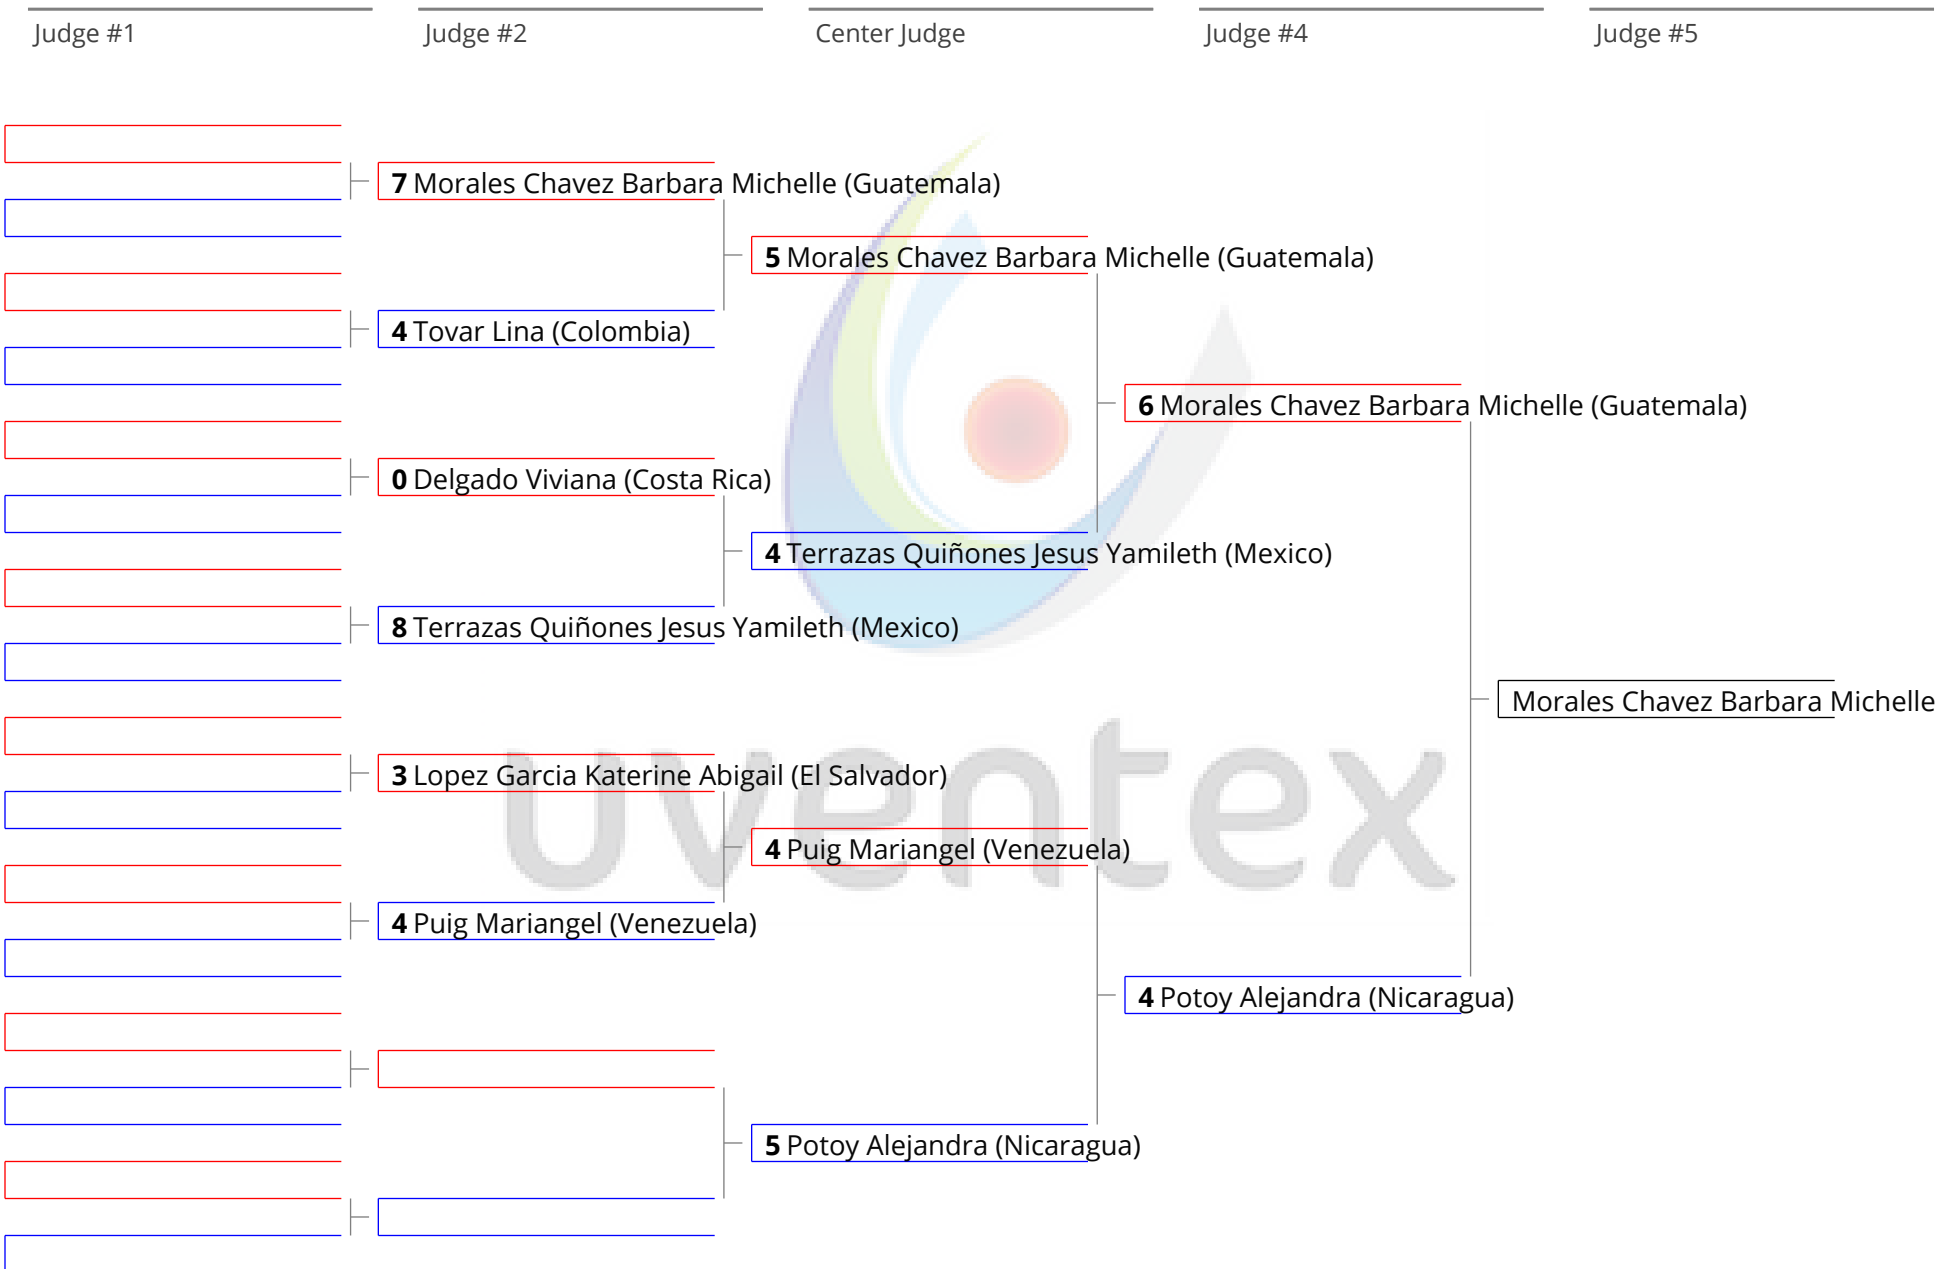 Judge #1 Judge #2 Center Judge Judge #4 Judge #5
7 Morales Chavez Barbara Michelle (Guatemala)
5 Morales Chavez Barbara Michelle (Guatemala)
4 Tovar Lina (Colombia)
6 Morales Chavez Barbara Michelle (Guatemala)
0 Delgado Viviana (Costa Rica)
4 Terrazas Quiñones Jesus Yamileth (Mexico)
8 Terrazas Quiñones Jesus Yamileth (Mexico)
Morales Chavez Barbara Michelle
3 Lopez Garcia Katerine Abigail (El Salvador)
uventex
4 Puig Mariangel (Venezuela)
4 Puig Mariangel (Venezuela)
4 Potoy Alejandra (Nicaragua)
5 Potoy Alejandra (Nicaragua)